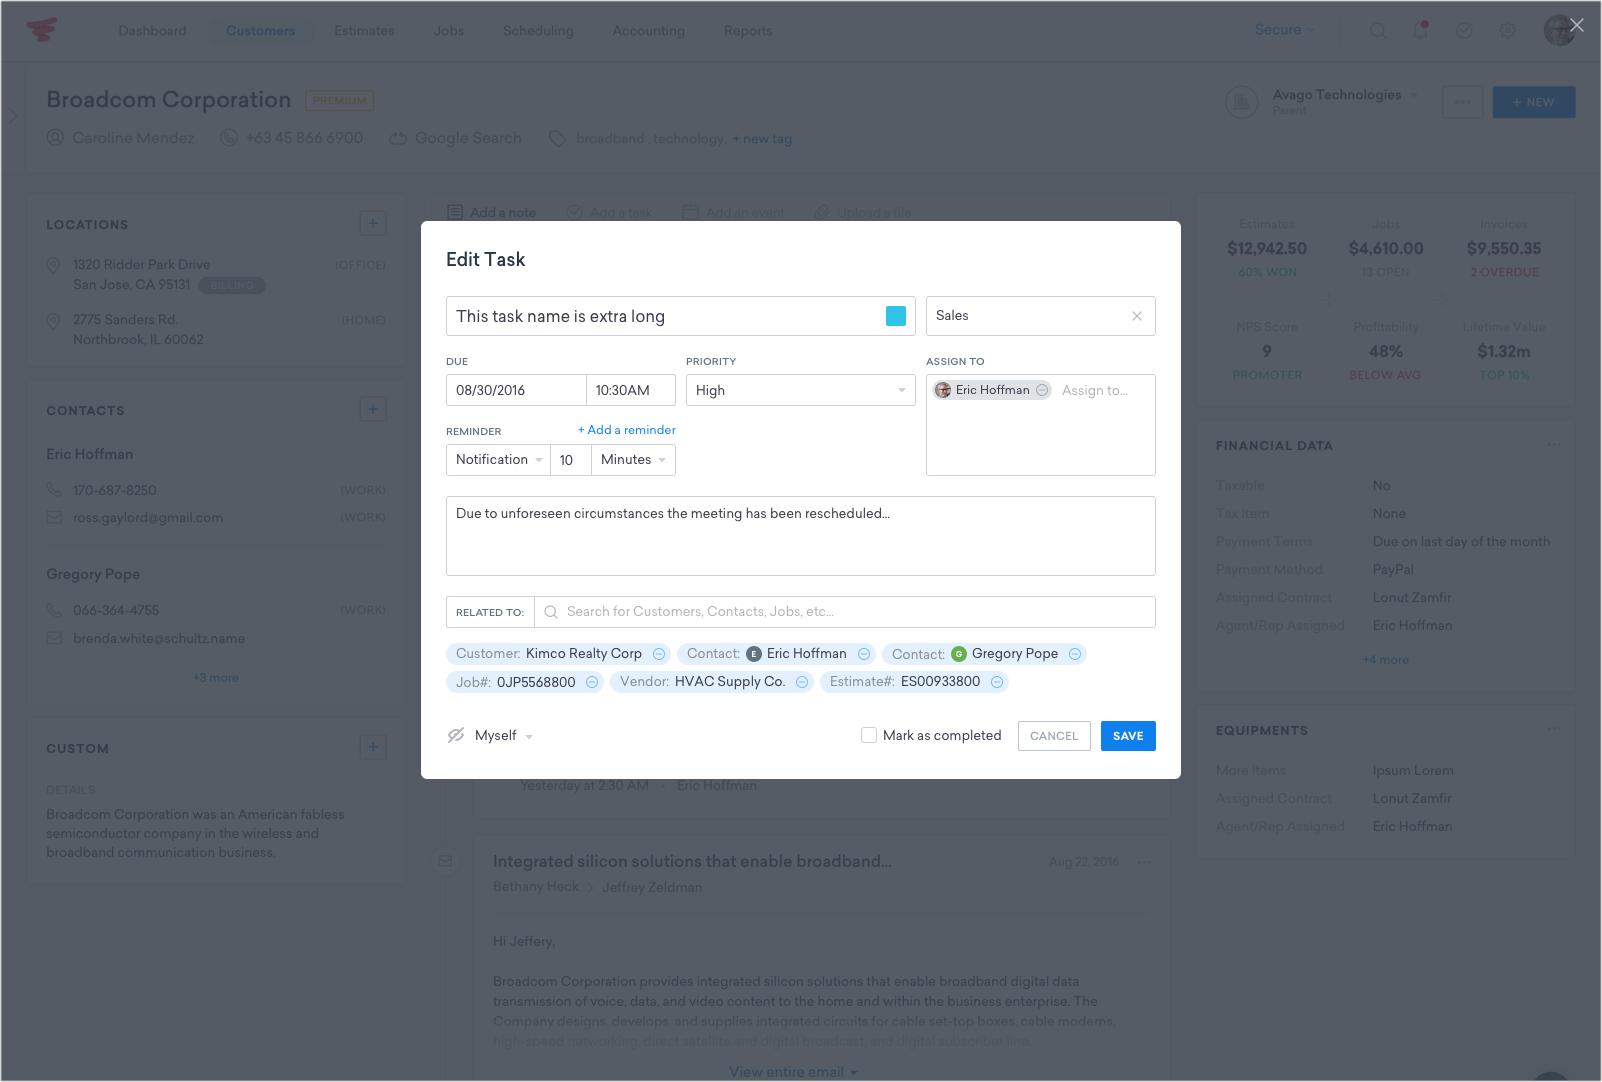 Dashboard Customers Estimates Jobs Scheduling Accounting Reports Secure
Broadcom Corporation PREMIUM
Avago Technologies
Parent
... + NEW
Caroline Mendez +63 45 866 6900 Google Search broadband , technology, + new tag
LOCATIONS
1320 Ridder Park Drive (OFFICE)
San Jose, CA 95131 BILLING
2775 Sanders Rd. (HOME)
Northbrook, IL 60062
CONTACTS
Eric Hoffman
170-687-8250 (WORK)
ross.gaylord@gmail.com (WORK)
Gregory Pope
066-364-4755 (WORK)
brenda.white@schultz.name
+3 more
CUSTOM
DETAILS
Broadcom Corporation was an American fabless
semiconductor company in the wireless and
broadband communication business.
Add a note Add a task Add an event Upload a file
Edit Task
This task name is extra long
Sales
DUE PRIORITY ASSIGN TO
08/30/2016 10:30AM High Eric Hoffman Assign to...
REMINDER + Add a reminder
Notification 10 Minutes
Due to unforeseen circumstances the meeting has been rescheduled...
RELATED TO: Search for Customers, Contacts, Jobs, etc...
Customer: Kimco Realty Corp Contact: E Eric Hoffman Contact: G Gregory Pope
Job#: 0JP5568800 Vendor: HVAC Supply Co. Estimate#: ES00933800
Myself Mark as completed CANCEL SAVE
Yesterday at 2:30 AM · Eric Hoffman
Integrated silicon solutions that enable broadband... Aug 22, 2016
Bethany Heck > Jeffrey Zeldman
Hi Jeffery,
Broadcom Corporation provides integrated silicon solutions that enable broadband digital data
transmission of voice, data, and video content to the home and within the business enterprise. The
Company designs, develops, and supplies integrated circuits for cable set-top boxes, cable modems,
high-speed networking, direct satellite and digital broadcast, and digital subscriber line.
View entire email
Estimates Jobs Invoices
$12,942.50 $4,610.00 $9,550.35
60% WON 13 OPEN 2 OVERDUE
NPS Score Profitability Lifetime Value
9 48% $1.32m
PROMOTER BELOW AVG TOP 10%
FINANCIAL DATA
Taxable No
Tax Item None
Payment Terms Due on last day of the month
Payment Method PayPal
Assigned Contract Lonut Zamfir
Agent/Rep Assigned Eric Hoffman
+4 more
EQUIPMENTS
More Items Ipsum Lorem
Assigned Contract Lonut Zamfir
Agent/Rep Assigned Eric Hoffman